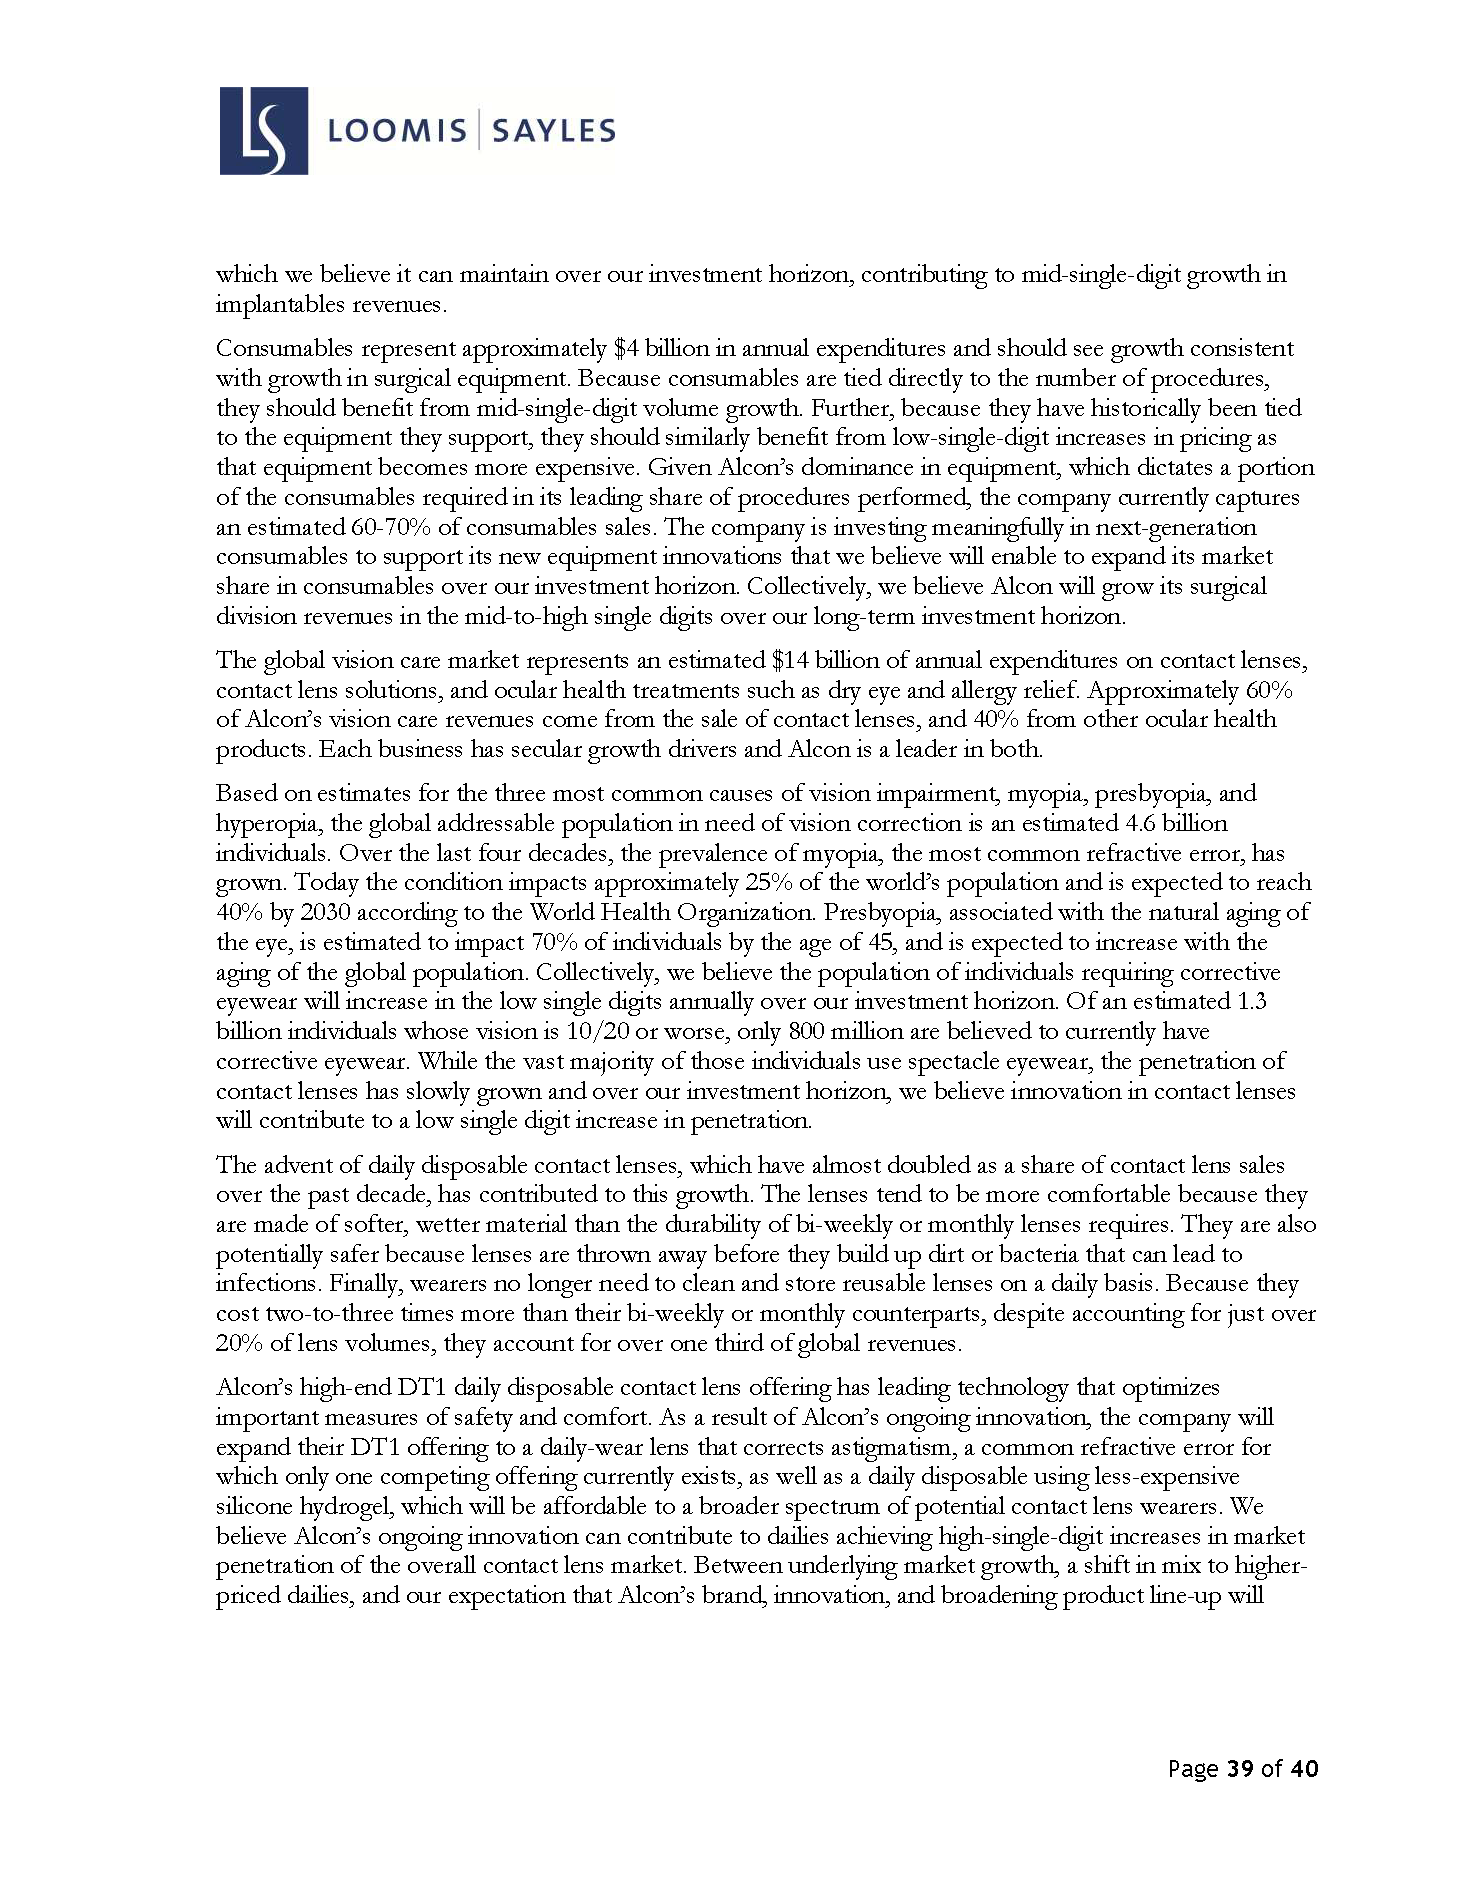 LS LOOMIS | SAYLES
which we believe it can maintain over our investment horizon, contributing to mid-single-digit growth in
implantables revenues.
Consumables represent approximately $4 billion in annual expenditures and should see growth consistent
with growth in surgical equipment. Because consumables are tied directly to the number of procedures,
they should benefit from mid-single-digit volume growth. Further, because they have historically been tied
to the equipment they support, they should similarly benefit from low-single-digit increases in pricing as
that equipment becomes more expensive. Given Alcon’s dominance in equipment, which dictates a portion
of the consumables required in its leading share of procedures performed, the company currently captures
an estimated 60-70% of consumables sales. The company is investing meaningfully in next-generation
consumables to support its new equipment innovations that we believe will enable to expand its market
share in consumables over our investment horizon. Collectively, we believe Alcon will grow its surgical
division revenues in the mid-to-high single digits over our long-term investment horizon.
The global vision care market represents an estimated $14 billion of annual expenditures on contact lenses,
contact lens solutions, and ocular health treatments such as dry eye and allergy relief. Approximately 60%
of Alcon’s vision care revenues come from the sale of contact lenses, and 40% from other ocular health
products. Each business has secular growth drivers and Alcon is a leader in both.
Based on estimates for the three most common causes of vision impairment, myopia, presbyopia, and
hyperopia, the global addressable population in need of vision correction is an estimated 4.6 billion
individuals. Over the last four decades, the prevalence of myopia, the most common refractive error, has
grown. Today the condition impacts approximately 25% of the world’s population and is expected to reach
40% by 2030 according to the World Health Organization. Presbyopia, associated with the natural aging of
the eye, is estimated to impact 70% of individuals by the age of 45, and is expected to increase with the
aging of the global population. Collectively, we believe the population of individuals requiring corrective
eyewear will increase in the low single digits annually over our investment horizon. Of an estimated 1.3
billion individuals whose vision is 10/20 or worse, only 800 million are believed to currently have
corrective eyewear. While the vast majority of those individuals use spectacle eyewear, the penetration of
contact lenses has slowly grown and over our investment horizon, we believe innovation in contact lenses
will contribute to a low single digit increase in penetration.
The advent of daily disposable contact lenses, which have almost doubled as a share of contact lens sales
over the past decade, has contributed to this growth. The lenses tend to be more comfortable because they
are made of softer, wetter material than the durability of bi-weekly or monthly lenses requires. They are also
potentially safer because lenses are thrown away before they build up dirt or bacteria that can lead to
infections. Finally, wearers no longer need to clean and store reusable lenses on a daily basis. Because they
cost two-to-three times more than their bi-weekly or monthly counterparts, despite accounting for just over
20% of lens volumes, they account for over one third of global revenues.
Alcon’s high-end DT1 daily disposable contact lens offering has leading technology that optimizes
important measures of safety and comfort. As a result of Alcon’s ongoing innovation, the company will
expand their DT1 offering to a daily-wear lens that corrects astigmatism, a common refractive error for
which only one competing offering currently exists, as well as a daily disposable using less-expensive
silicone hydrogel, which will be affordable to a broader spectrum of potential contact lens wearers. We
believe Alcon’s ongoing innovation can contribute to dailies achieving high-single-digit increases in market
penetration of the overall contact lens market. Between underlying market growth, a shift in mix to higher-
priced dailies, and our expectation that Alcon’s brand, innovation, and broadening product line-up will
Page 39 of 40